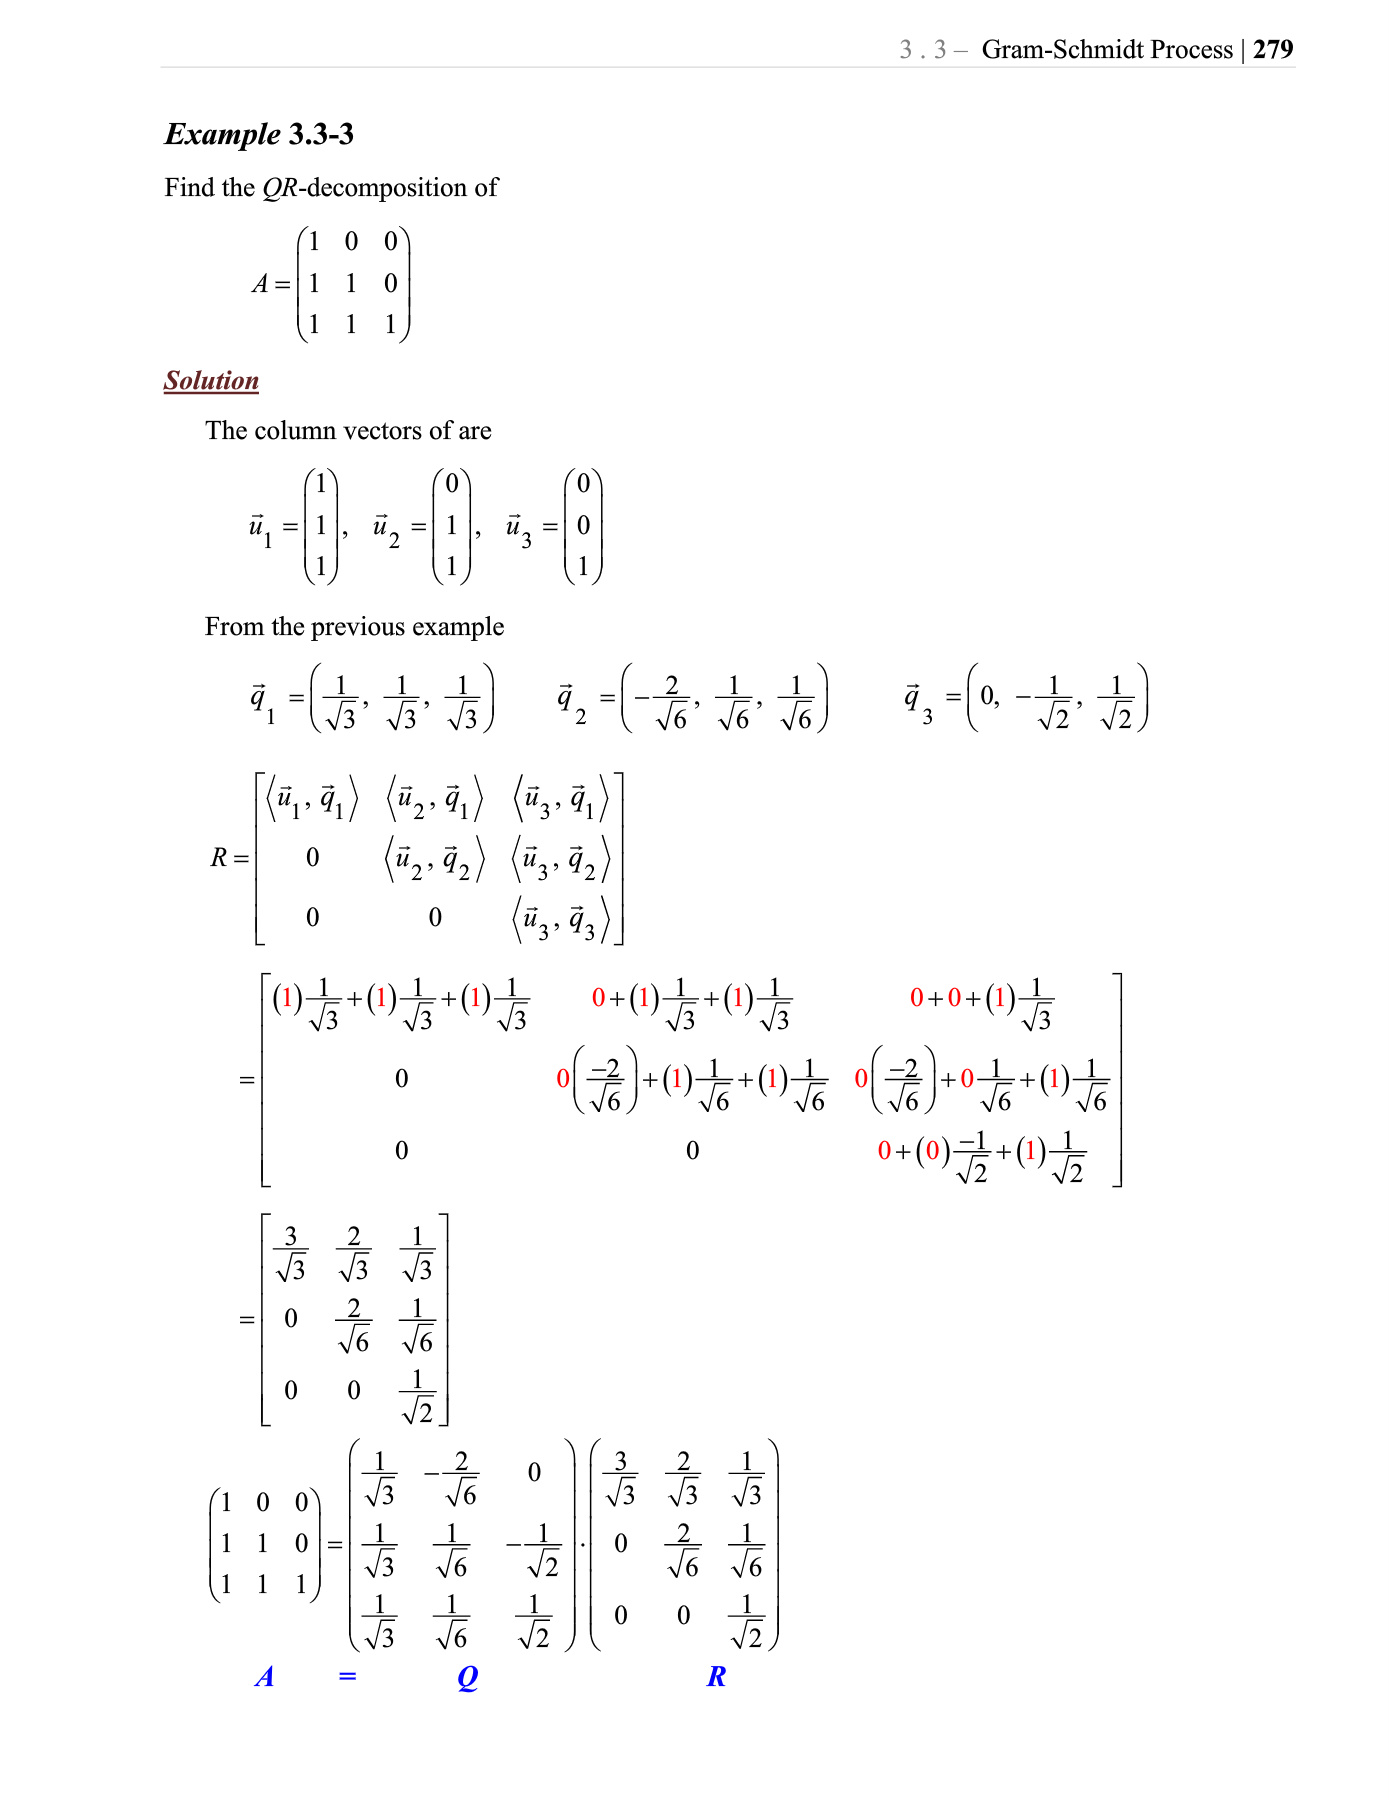 3 . 3 – Gram-Schmidt Process | 279
Example 3.3-3
Find the QR-decomposition of
A = \begin{pmatrix} 1 & 0 & 0 \\ 1 & 1 & 0 \\ 1 & 1 & 1 \end{pmatrix}
Solution
The column vectors of are
\vec{u}_1 = \begin{pmatrix} 1 \\ 1 \\ 1 \end{pmatrix}, \vec{u}_2 = \begin{pmatrix} 0 \\ 1 \\ 1 \end{pmatrix}, \vec{u}_3 = \begin{pmatrix} 0 \\ 0 \\ 1 \end{pmatrix}
From the previous example
\vec{q}_1 = \left( \frac{1}{\sqrt{3}}, \frac{1}{\sqrt{3}}, \frac{1}{\sqrt{3}} \right) \vec{q}_2 = \left( -\frac{2}{\sqrt{6}}, \frac{1}{\sqrt{6}}, \frac{1}{\sqrt{6}} \right) \vec{q}_3 = \left( 0, -\frac{1}{\sqrt{2}}, \frac{1}{\sqrt{2}} \right)
R = \begin{bmatrix} \langle \vec{u}_1, \vec{q}_1 \rangle & \langle \vec{u}_2, \vec{q}_1 \rangle & \langle \vec{u}_3, \vec{q}_1 \rangle \\ 0 & \langle \vec{u}_2, \vec{q}_2 \rangle & \langle \vec{u}_3, \vec{q}_2 \rangle \\ 0 & 0 & \langle \vec{u}_3, \vec{q}_3 \rangle \end{bmatrix}
= \begin{bmatrix} (1)\frac{1}{\sqrt{3}} + (1)\frac{1}{\sqrt{3}} + (1)\frac{1}{\sqrt{3}} & 0 + (1)\frac{1}{\sqrt{3}} + (1)\frac{1}{\sqrt{3}} & 0 + 0 + (1)\frac{1}{\sqrt{3}} \\ 0 & 0\left(\frac{-2}{\sqrt{6}}\right) + (1)\frac{1}{\sqrt{6}} + (1)\frac{1}{\sqrt{6}} & 0\left(\frac{-2}{\sqrt{6}}\right) + 0\frac{1}{\sqrt{6}} + (1)\frac{1}{\sqrt{6}} \\ 0 & 0 & 0 + (0)\frac{-1}{\sqrt{2}} + (1)\frac{1}{\sqrt{2}} \end{bmatrix}
= \begin{bmatrix} \frac{3}{\sqrt{3}} & \frac{2}{\sqrt{3}} & \frac{1}{\sqrt{3}} \\ 0 & \frac{2}{\sqrt{6}} & \frac{1}{\sqrt{6}} \\ 0 & 0 & \frac{1}{\sqrt{2}} \end{bmatrix}
\begin{pmatrix} 1 & 0 & 0 \\ 1 & 1 & 0 \\ 1 & 1 & 1 \end{pmatrix} = \begin{pmatrix} \frac{1}{\sqrt{3}} & -\frac{2}{\sqrt{6}} & 0 \\ \frac{1}{\sqrt{3}} & \frac{1}{\sqrt{6}} & -\frac{1}{\sqrt{2}} \\ \frac{1}{\sqrt{3}} & \frac{1}{\sqrt{6}} & \frac{1}{\sqrt{2}} \end{pmatrix} \cdot \begin{pmatrix} \frac{3}{\sqrt{3}} & \frac{2}{\sqrt{3}} & \frac{1}{\sqrt{3}} \\ 0 & \frac{2}{\sqrt{6}} & \frac{1}{\sqrt{6}} \\ 0 & 0 & \frac{1}{\sqrt{2}} \end{pmatrix}
A = Q R